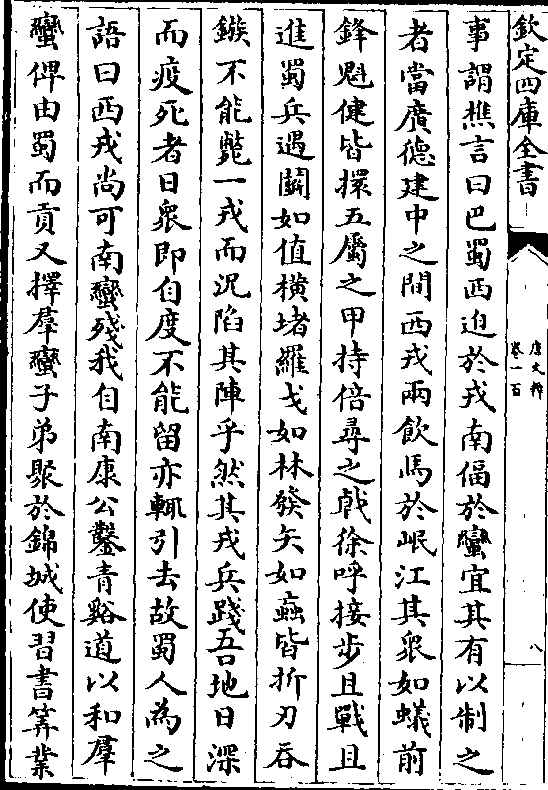 欽定四庫全書
唐文粹
卷一百
八
事謂樵言曰巴蜀西迫於戎南偪於蠻宜其有以制之
者當廣德建中之間西戎兩飲馬於岷江其衆如蟻前
鋒魁健皆擐五屬之甲持倍尋之戟徐呼接步且戰且
進蜀兵遇鬬如值橫堵羅戈如林發矢如蝱皆折刃吞
鏃不能斃一戎而況陷其陣乎然其戎兵踐吾地日深
而疫死者日衆即自度不能留亦輒引去故蜀人為之
語曰西戎尚可南蠻殘我自南康公鑿青谿道以和羣
蠻俾由蜀而貢又擇羣蠻子弟聚於錦城使習書筭業